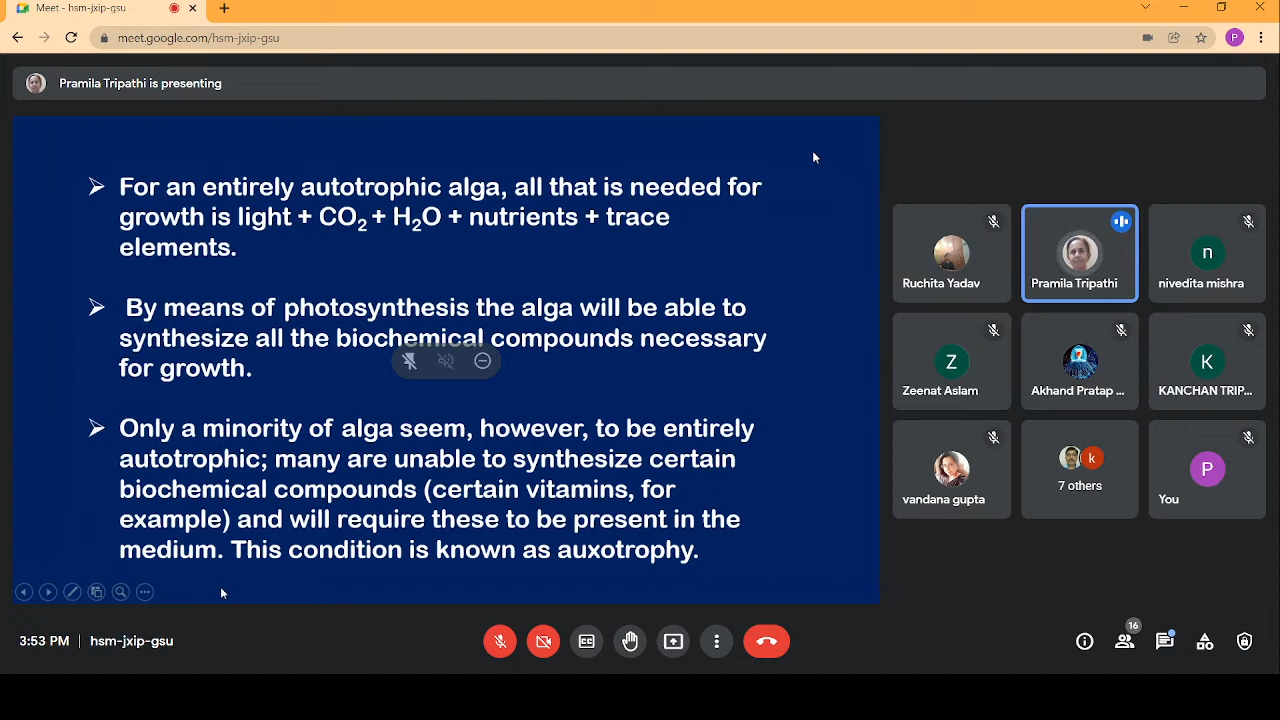 Meet - hsm-jxip-gsu
meet.google.com/hsm-jxip-gsu
P
Pramila Tripathi is presenting
➢ For an entirely autotrophic alga, all that is needed for
growth is light + CO₂ + H₂O + nutrients + trace
elements.
➢ By means of photosynthesis the alga will be able to
synthesize all the biochemical compounds necessary
for growth.
➢ Only a minority of alga seem, however, to be entirely
autotrophic; many are unable to synthesize certain
biochemical compounds (certain vitamins, for
example) and will require these to be present in the
medium. This condition is known as auxotrophy.
Ruchita Yadav
Pramila Tripathi
n
nivedita mishra
Z
Zeenat Aslam
Akhand Pratap ...
K
KANCHAN TRIP...
vandana gupta
k
7 others
P
You
3:53 PM | hsm-jxip-gsu
CC
16